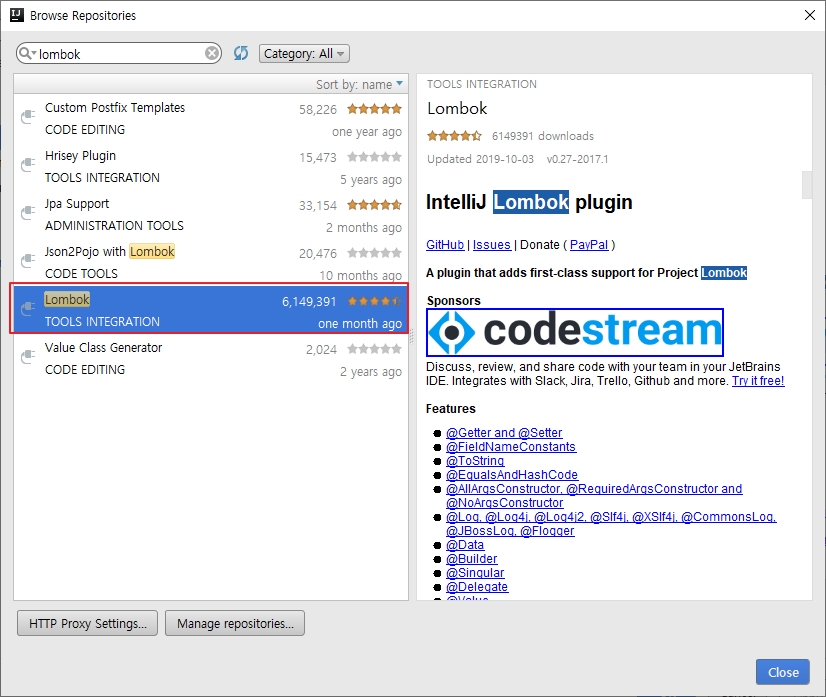 Browse Repositories
lombok
Category: All
Sort by: name
Custom Postfix Templates 58,226
CODE EDITING one year ago
Hrisey Plugin 15,473
TOOLS INTEGRATION 5 years ago
Jpa Support 33,154
ADMINISTRATION TOOLS 2 months ago
Json2Pojo with Lombok 20,476
CODE TOOLS 10 months ago
Lombok 6,149,391
TOOLS INTEGRATION one month ago
Value Class Generator 2,024
CODE EDITING 2 years ago
TOOLS INTEGRATION
Lombok
6149391 downloads
Updated 2019-10-03 v0.27-2017.1
IntelliJ Lombok plugin
GitHub | Issues | Donate ( PayPal )
A plugin that adds first-class support for Project Lombok
Sponsors
codestream
Discuss, review, and share code with your team in your JetBrains
IDE. Integrates with Slack, Jira, Trello, Github and more. Try it free!
Features
@Getter and @Setter
@FieldNameConstants
@ToString
@EqualsAndHashCode
@AllArgsConstructor, @RequiredArgsConstructor and
@NoArgsConstructor
@Log, @Log4j, @Log4j2, @Slf4j, @XSlf4j, @CommonsLog,
@JBossLog, @Flogger
@Data
@Builder
@Singular
@Delegate
@Value
HTTP Proxy Settings...
Manage repositories...
Close